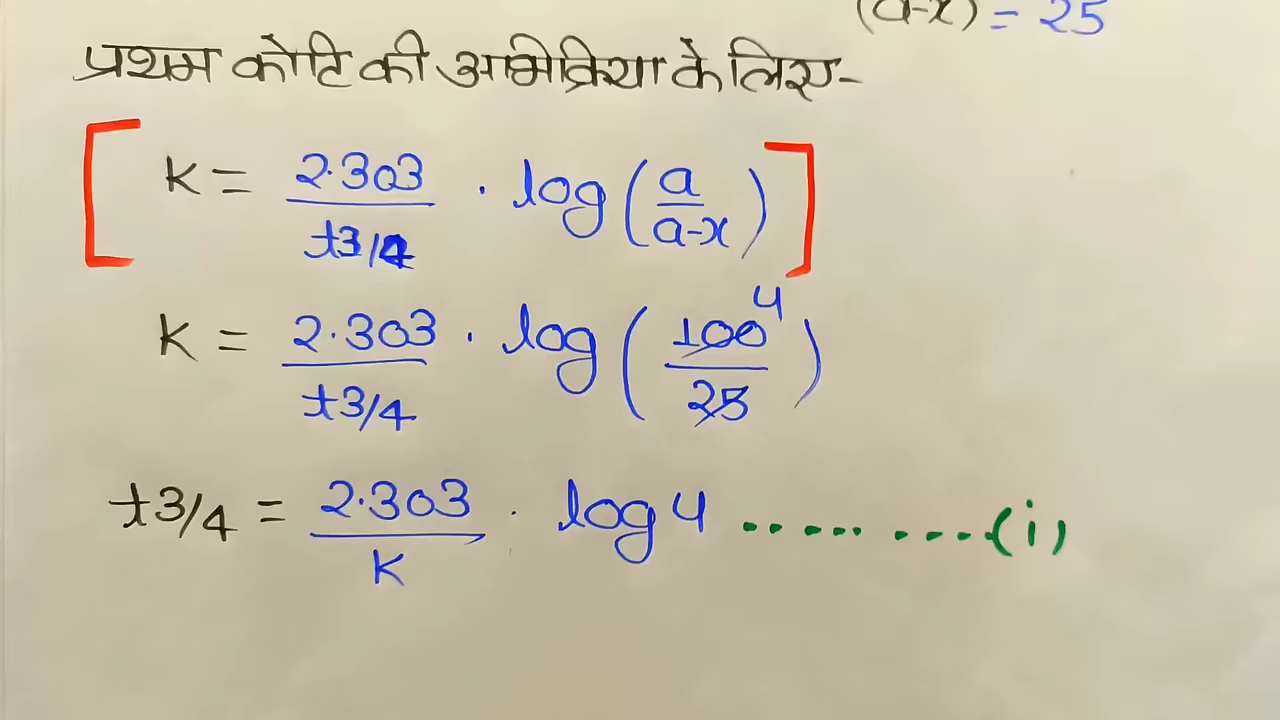 (a-x) = 25
प्रथम कोटि की अभिक्रिया के लिए-
[ K = 2.303/t3/4 . log(a/a-x) ]
K = 2.303/t3/4 . log(100/25) 4
t3/4 = 2.303/K . log4 .........(i)